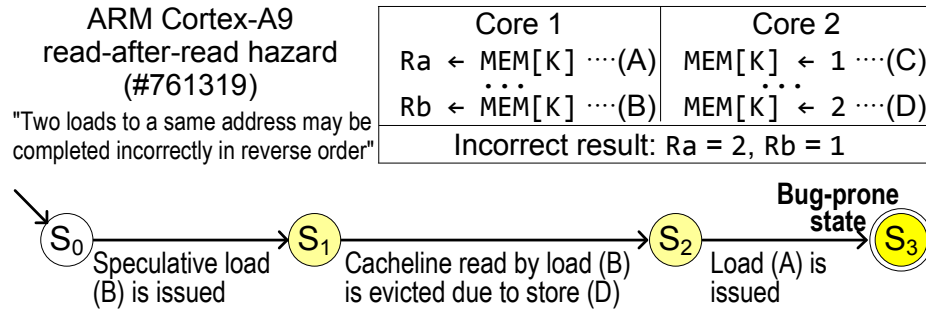 ARM Cortex-A9
read-after-read hazard
(#761319)
"Two loads to a same address may be
completed incorrectly in reverse order"
Core 1
Ra ← MEM[K] ····(A)
...
Rb ← MEM[K] ····(B)
Core 2
MEM[K] ← 1 ····(C)
...
MEM[K] ← 2 ····(D)
Incorrect result: Ra = 2, Rb = 1
Bug-prone
state
S0
S1
S2
S3
Speculative load
(B) is issued
Cacheline read by load (B)
is evicted due to store (D)
Load (A) is
issued